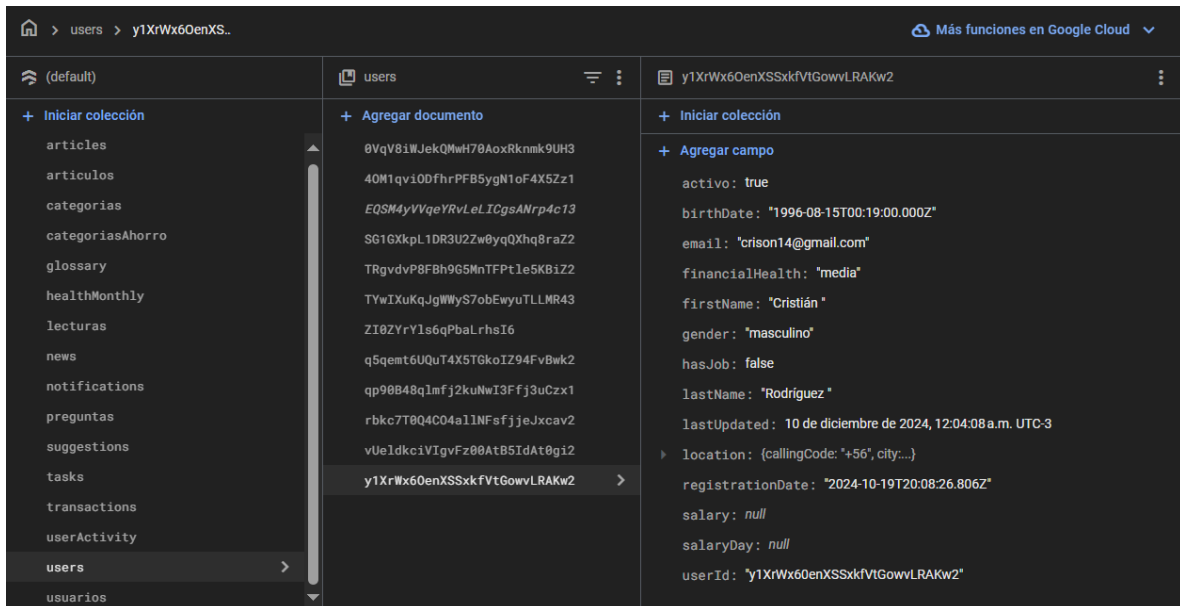 users
y1XrWx6OenXS..
Más funciones en Google Cloud
(default)
Iniciar colección
articles
articulos
categorias
categoriasAhorro
glossary
healthMonthly
lecturas
news
notifications
preguntas
suggestions
tasks
transactions
userActivity
users
usuarios
users
Agregar documento
0VqV8iWJekQMwH70AoxRknmk9UH3
4OM1qviODfhrPFB5ygN1oF4X5Zz1
EQSM4yVVqeYRvLeLICgsANrp4c13
SG1GXkpL1DR3U2Zw0yqQXhq8raZ2
TRgvdvP8FBh9G5MnTFPtle5KBiZ2
TYwIXuKqJgWWyS7obEwyuTLLMR43
ZI0ZYrYls6qPbaLrhsI6
q5qemt6UQuT4X5TGkoIZ94FvBwk2
qp90B48qlmfj2kuNwI3Ffj3uCzx1
rbkc7T0Q4CO4allNFsfjjeJxcav2
vUeldkciVIgvFz00AtB5IdAt0gi2
y1XrWx6OenXSSxkfVtGowvLRAKw2
y1XrWx6OenXSSxkfVtGowvLRAKw2
Iniciar colección
Agregar campo
activo: true
birthDate: "1996-08-15T00:19:00.000Z"
email: "crison14@gmail.com"
financialHealth: "media"
firstName: "Cristián "
gender: "masculino"
hasJob: false
lastName: "Rodríguez "
lastUpdated: 10 de diciembre de 2024, 12:04:08 a.m. UTC-3
location: {callingCode: "+56", city:...}
registrationDate: "2024-10-19T20:08:26.806Z"
salary: null
salaryDay: null
userId: "y1XrWx6OenXSSxkfVtGowvLRAKw2"